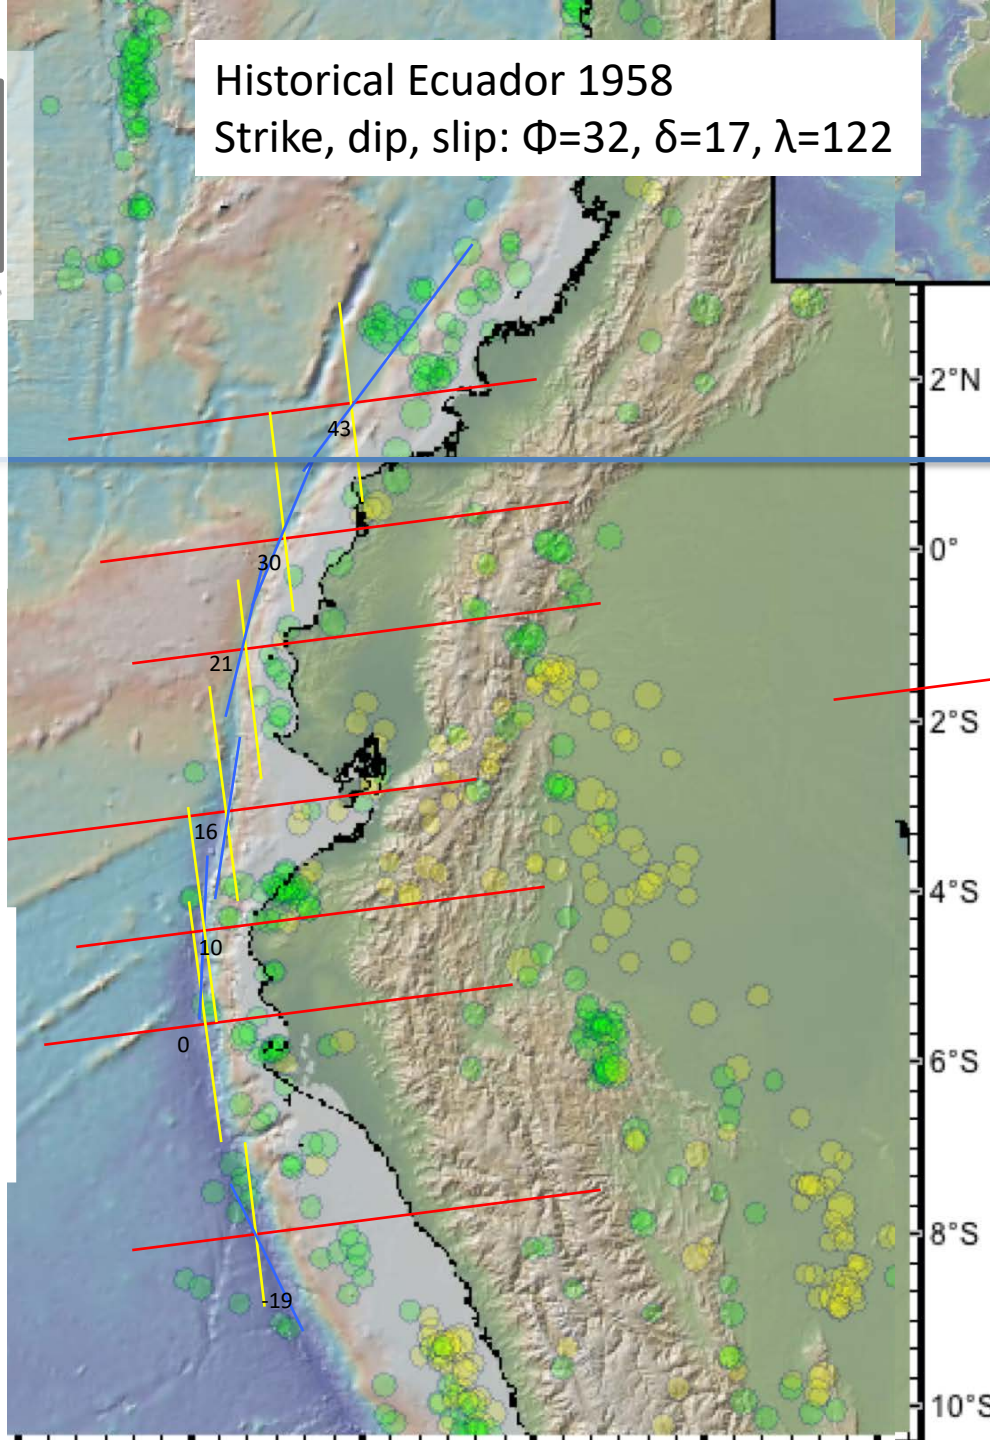 Historical Ecuador 1958
Strike, dip, slip: Φ=32, δ=17, λ=122
2°N
43
0°
30
21
2°S
16
4°S
10
0
6°S
8°S
-19
10°S